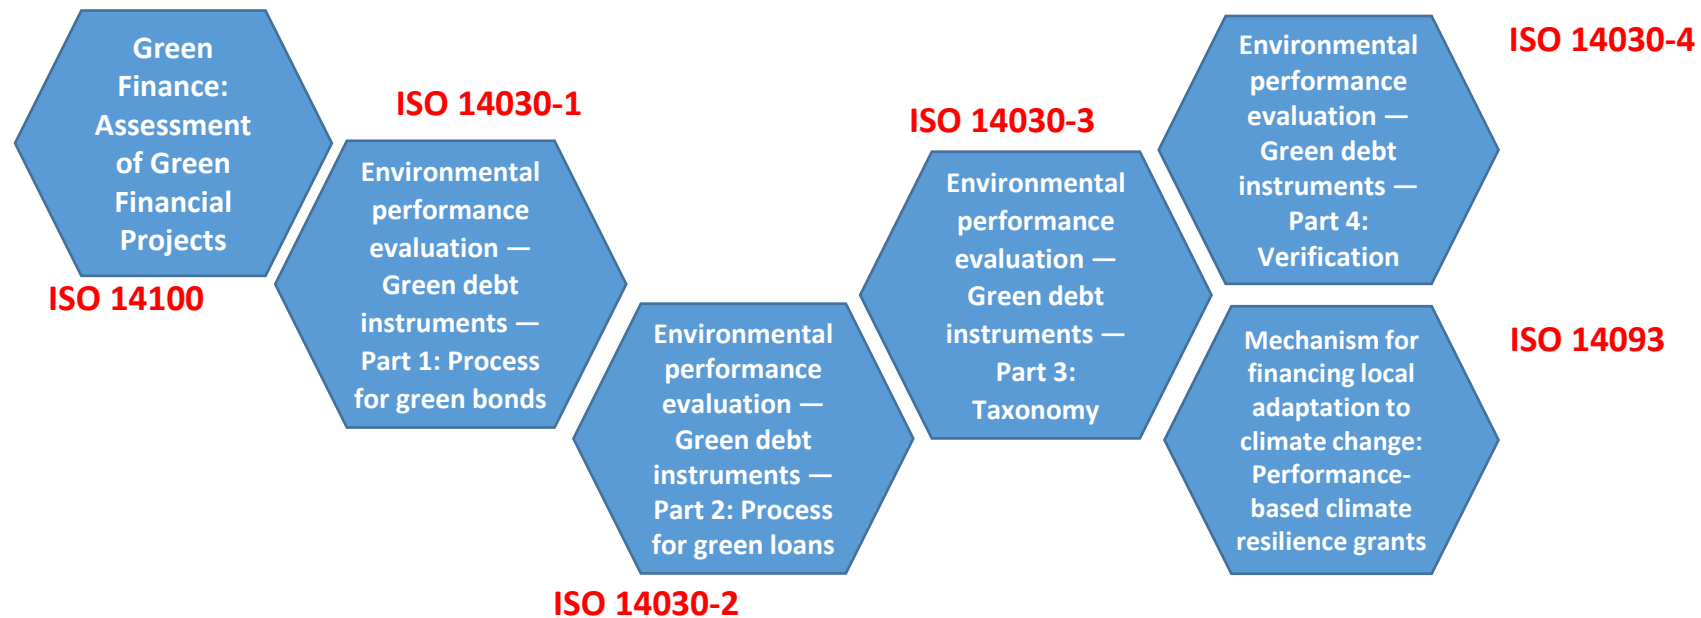 Green
Finance:
Assessment
of Green
Financial
Projects
ISO 14100
ISO 14030-1
Environmental
performance
evaluation —
Green debt
instruments —
Part 1: Process
for green bonds
Environmental
performance
evaluation —
Green debt
instruments —
Part 2: Process
for green loans
ISO 14030-2
ISO 14030-3
Environmental
performance
evaluation —
Green debt
instruments —
Part 3:
Taxonomy
Environmental
performance
evaluation —
Green debt
instruments —
Part 4:
Verification
ISO 14030-4
Mechanism for
financing local
adaptation to
climate change:
Performance-
based climate
resilience grants
ISO 14093